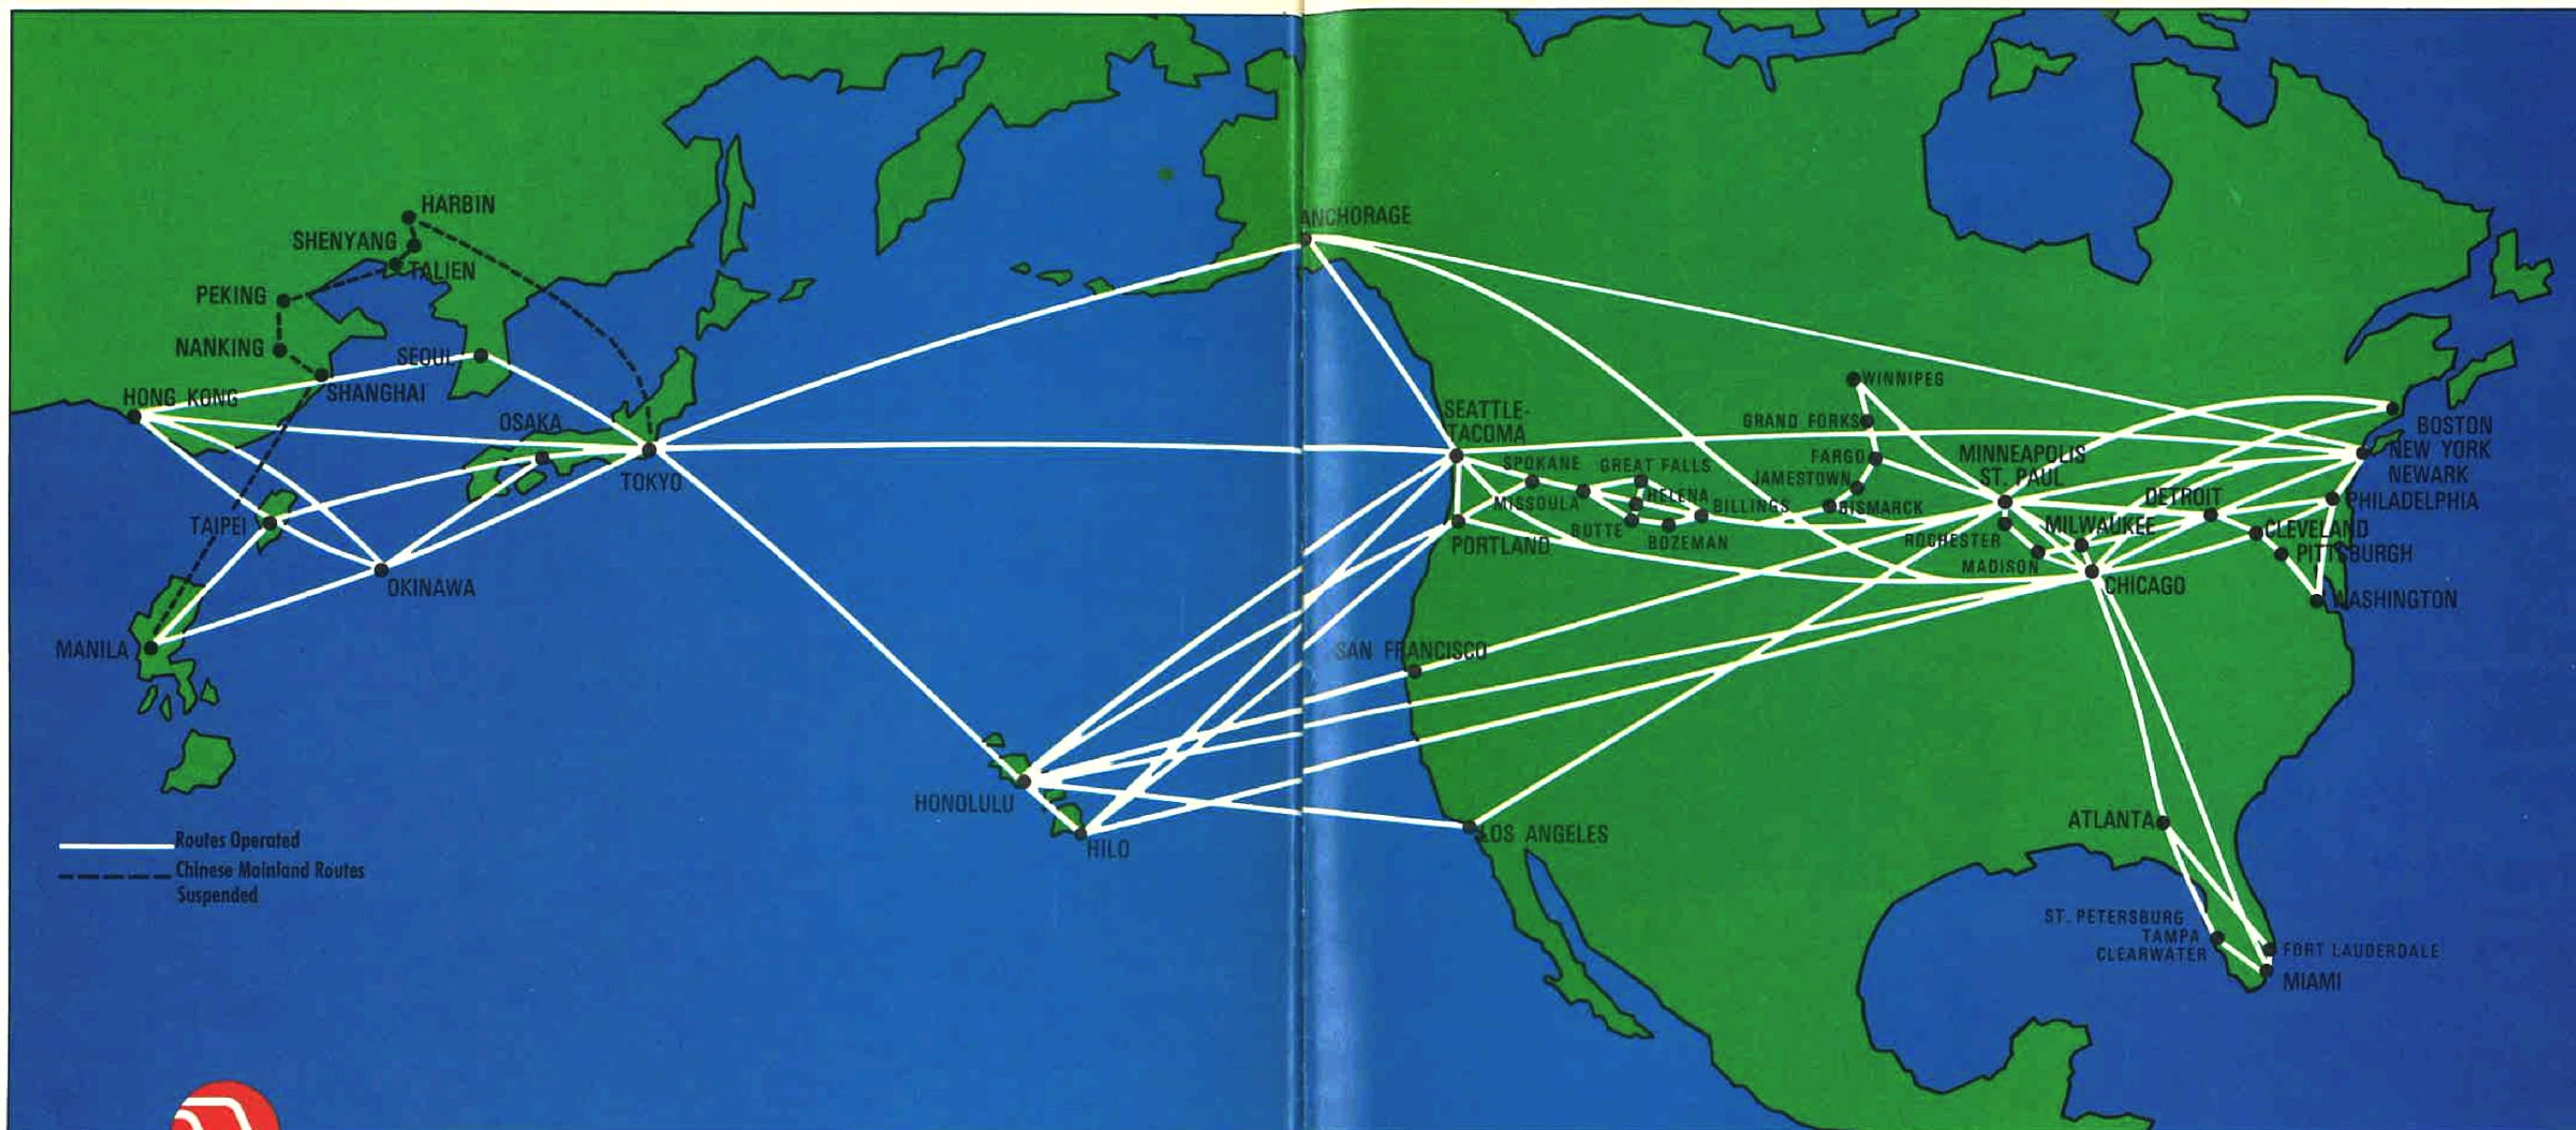 HARBIN
SHENYANG
TALIEN
PEKING
NANKING
SEOUL
SHANGHAI
HONG KONG
OSAKA
TOKYO
TAIPEI
OKINAWA
MANILA
HONOLULU
HILO
Routes Operated
Chinese Mainland Routes
Suspended
ANCHORAGE
SEATTLE-
TACOMA
SPOKANE
GREAT FALLS
MISSOULA
HELENA
BILLINGS
BUTTE
BOZEMAN
PORTLAND
SAN FRANCISCO
LOS ANGELES
WINNIPEG
GRAND FORKS
FARGO
JAMESTOWN
BISMARCK
MINNEAPOLIS
ST. PAUL
ROCHESTER
MADISON
MILWAUKEE
CHICAGO
DETROIT
CLEVELAND
PITTSBURGH
WASHINGTON
PHILADELPHIA
BOSTON
NEW YORK
NEWARK
ATLANTA
ST. PETERSBURG
TAMPA
CLEARWATER
FORT LAUDERDALE
MIAMI